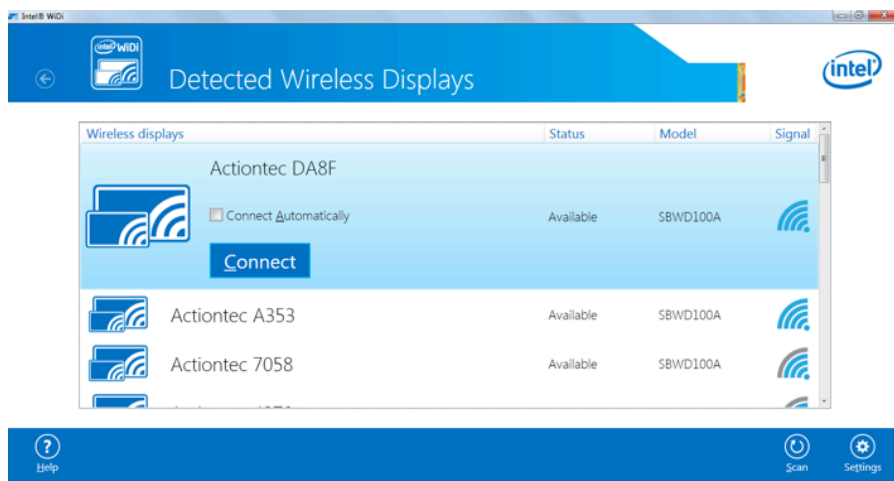 Intel® WiDi
intel WiDi
Detected Wireless Displays
intel
Wireless displays Status Model Signal
Actiontec DA8F
Connect Automatically Available SBWD100A
Connect
Actiontec A353 Available SBWD100A
Actiontec 7058 Available SBWD100A
? Help
Scan
Settings